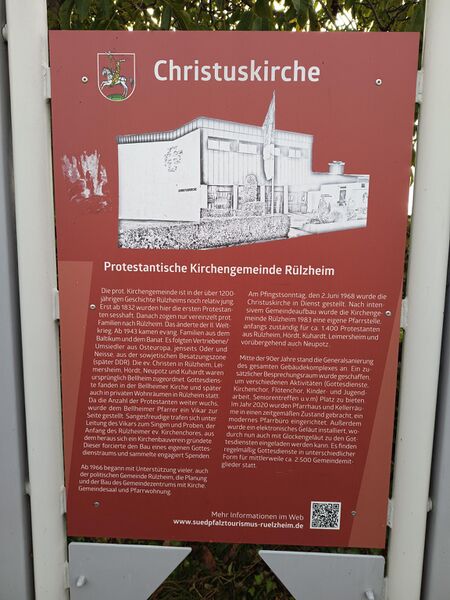 Christuskirche
CHRISTUSKIRCHE
Protestantische Kirchengemeinde Rülzheim
Die prot. Kirchengemeinde ist in der über 1200-
jährigen Geschichte Rülzheims noch relativ jung.
Erst ab 1832 wurden hier die ersten Protestan-
ten sesshaft. Danach zogen nur vereinzelt prot.
Familien nach Rülzheim. Das änderte der II. Welt-
krieg. Ab 1943 kamen evang. Familien aus dem
Baltikum und dem Banat. Es folgten Vertriebene/
Umsiedler aus Osteuropa, jenseits Oder und
Neisse, aus der sowjetischen Besatzungszone
(später DDR). Die ev. Christen in Rülzheim, Lei-
mersheim, Hördt, Neupotz und Kuhardt waren
ursprünglich Bellheim zugeordnet. Gottesdiens-
te fanden in der Bellheimer Kirche und später
auch in privaten Wohnräumen in Rülzheim statt.
Da die Anzahl der Protestanten weiter wuchs,
wurde dem Bellheimer Pfarrer ein Vikar zur
Seite gestellt. Sangesfreudige trafen sich unter
Leitung des Vikars zum Singen und Proben, der
Anfang des Rülzheimer ev. Kirchenchores, aus
dem heraus sich ein Kirchenbauverein gründete.
Dieser forcierte den Bau eines eigenen Gottes-
dienstraums und sammelte engagiert Spenden.
Ab 1966 begann mit Unterstützung vieler, auch
der politischen Gemeinde Rülzheim, die Planung
und der Bau des Gemeindezentrums mit Kirche,
Gemeindesaal und Pfarrwohnung.
Am Pfingstsonntag, den 2. Juni 1968 wurde die
Christuskirche in Dienst gestellt. Nach inten-
sivem Gemeindeaufbau wurde die Kirchenge-
meinde Rülzheim 1983 eine eigene Pfarrstelle,
anfangs zuständig für ca. 1.400 Protestanten
aus Rülzheim, Hördt, Kuhardt, Leimersheim und
vorübergehend auch Neupotz.
Mitte der 90er Jahre stand die Generalsanierung
des gesamten Gebäudekomplexes an. Ein zu-
sätzlicher Besprechungsraum wurde geschaffen,
um verschiedenen Aktivitäten (Gottesdienste,
Kirchenchor, Flötenchor, Kinder- und Jugend-
arbeit, Seniorentreffen u.v.m) Platz zu bieten.
Im Jahr 2020 wurden Pfarrhaus und Kellerräu-
me in einen zeitgemäßen Zustand gebracht, ein
modernes Pfarrbüro eingerichtet. Außerdem
wurde ein elektronisches Geläut installiert, wo-
durch nun auch mit Glockengeläut zu den Got-
tesdiensten eingeladen werden kann. Es finden
regelmäßig Gottesdienste in unterschiedlicher
Form für mittlerweile ca. 2.500 Gemeindemit-
glieder statt.
Mehr Informationen im Web
www.suedpfalztourismus-ruelzheim.de